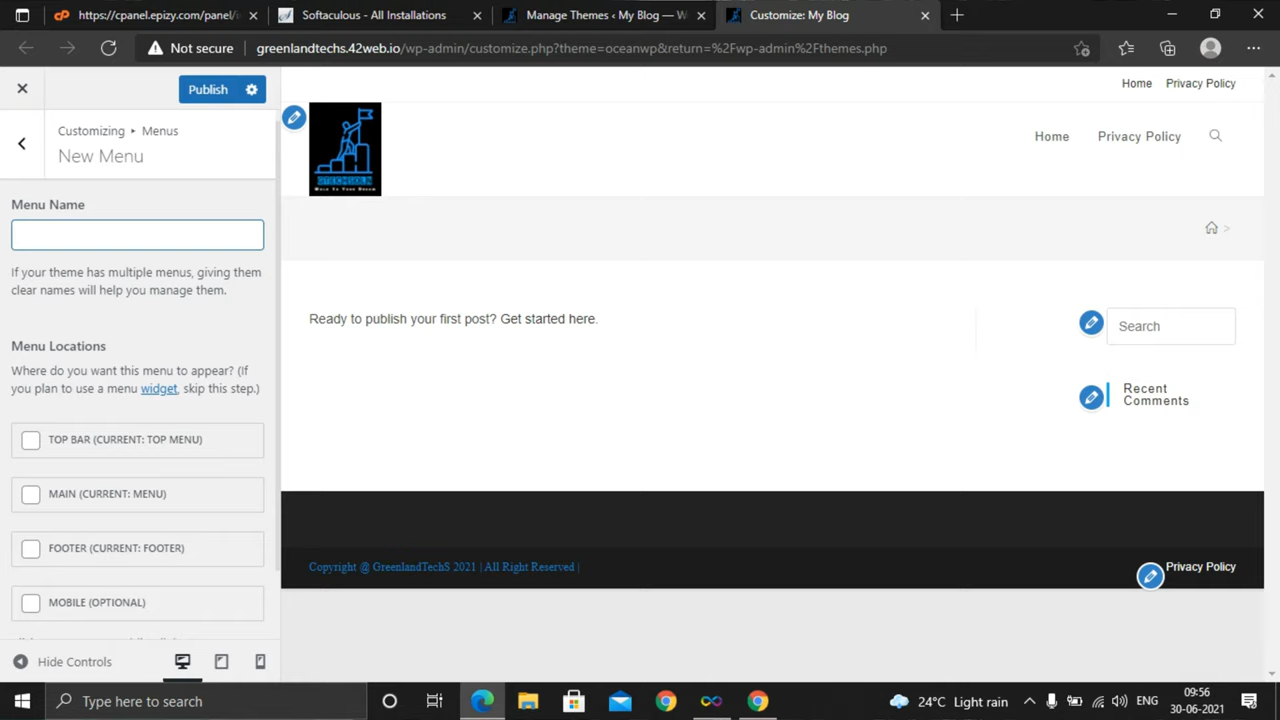 https://cpanel.epizy.com/panel/i
Softaculous - All Installations
Manage Themes ‹ My Blog — W
Customize: My Blog
Not secure
greenlandtechs.42web.io/wp-admin/customize.php?theme=oceanwp&return=%2Fwp-admin%2Fthemes.php
Publish
Customizing ▸ Menus
New Menu
Menu Name
If your theme has multiple menus, giving them
clear names will help you manage them.
Menu Locations
Where do you want this menu to appear? (If
you plan to use a menu widget, skip this step.)
TOP BAR (CURRENT: TOP MENU)
MAIN (CURRENT: MENU)
FOOTER (CURRENT: FOOTER)
MOBILE (OPTIONAL)
Hide Controls
Home Privacy Policy
Home Privacy Policy
>
Ready to publish your first post? Get started here.
Search
Recent
Comments
Copyright @ GreenlandTechS 2021 | All Right Reserved |
Privacy Policy
Type here to search
24°C Light rain
ENG
09:56
30-06-2021